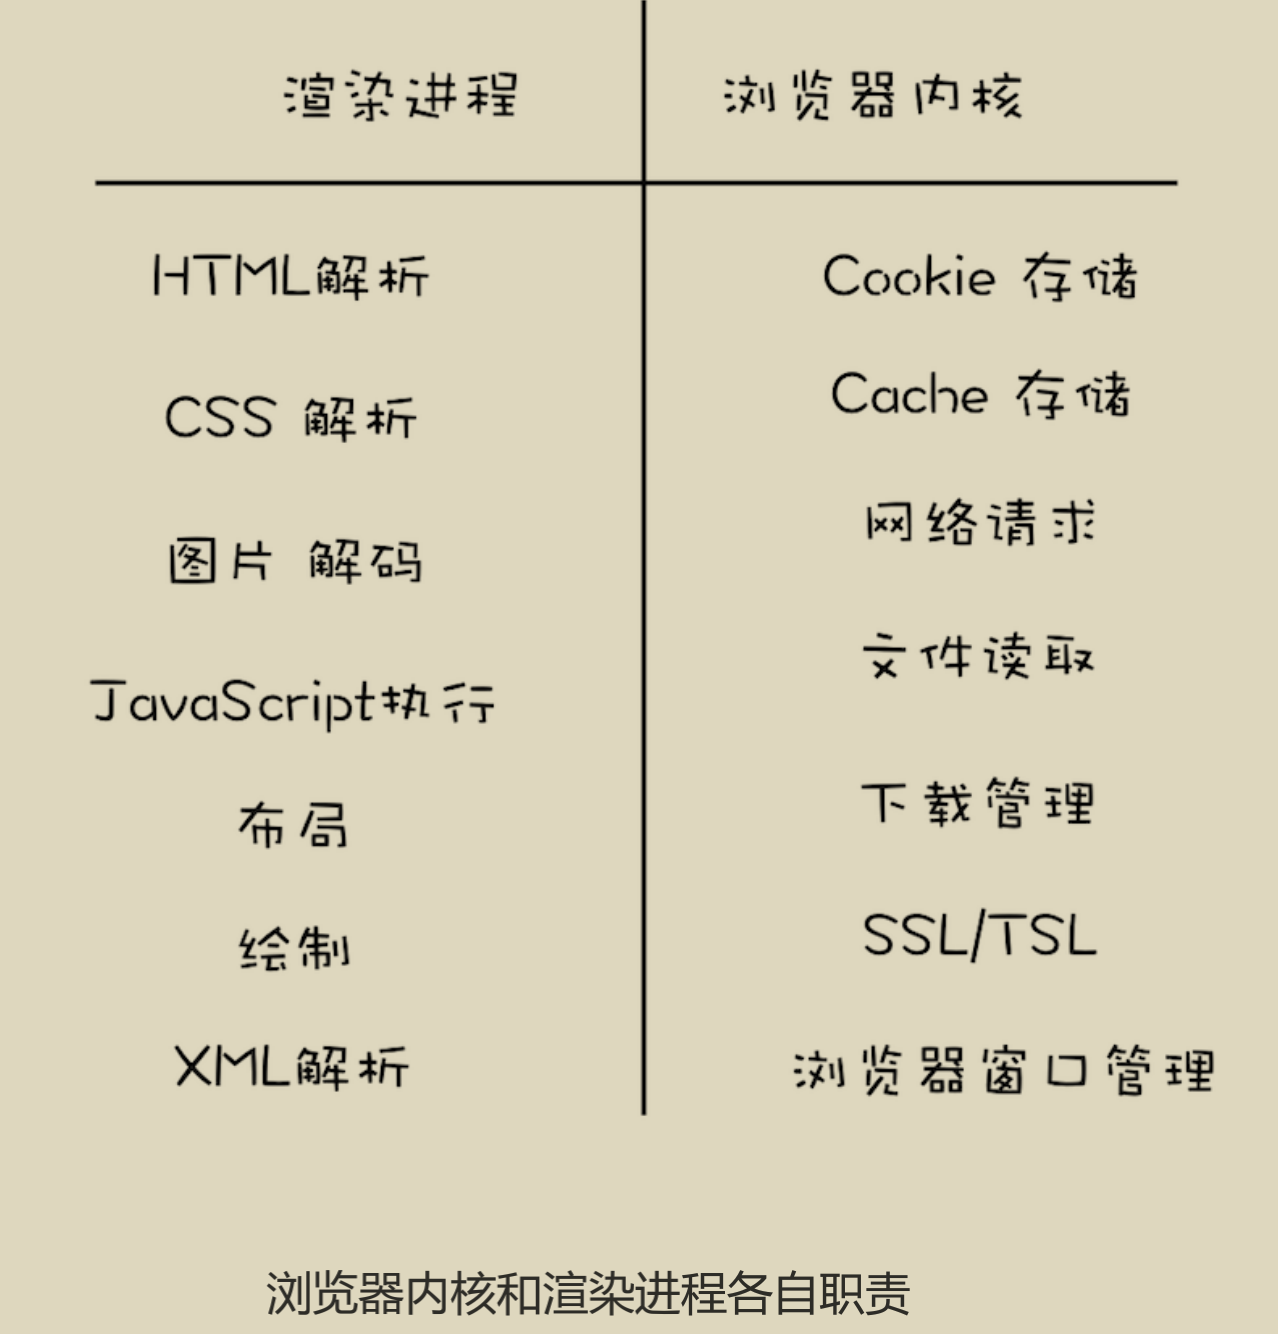 渲染进程
浏览器内核
HTML解析
Cookie 存储
CSS 解析
Cache 存储
图片 解码
网络请求
JavaScript执行
文件读取
布局
下载管理
绘制
SSL/TSL
XML解析
浏览器窗口管理
浏览器内核和渲染进程各自职责